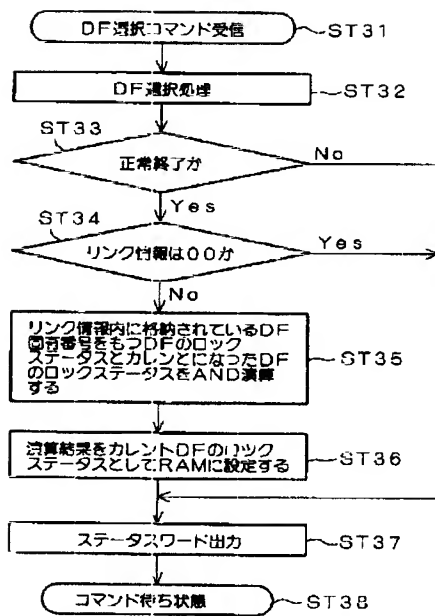 DF選択コマンド受信
ST31
DF選択処理
ST32
ST33
正常終了か
No
Yes
ST34
リンク情報は00か
Yes
No
リンク情報内に格納されているDF
固有番号をもつDFのロック
ステータスとカレントになったDF
のロックステータスをAND演算
する
ST35
演算結果をカレントDFのロック
ステータスとしてRAMに設定する
ST36
ステータスワード出力
ST37
コマンド待ち状態
ST38